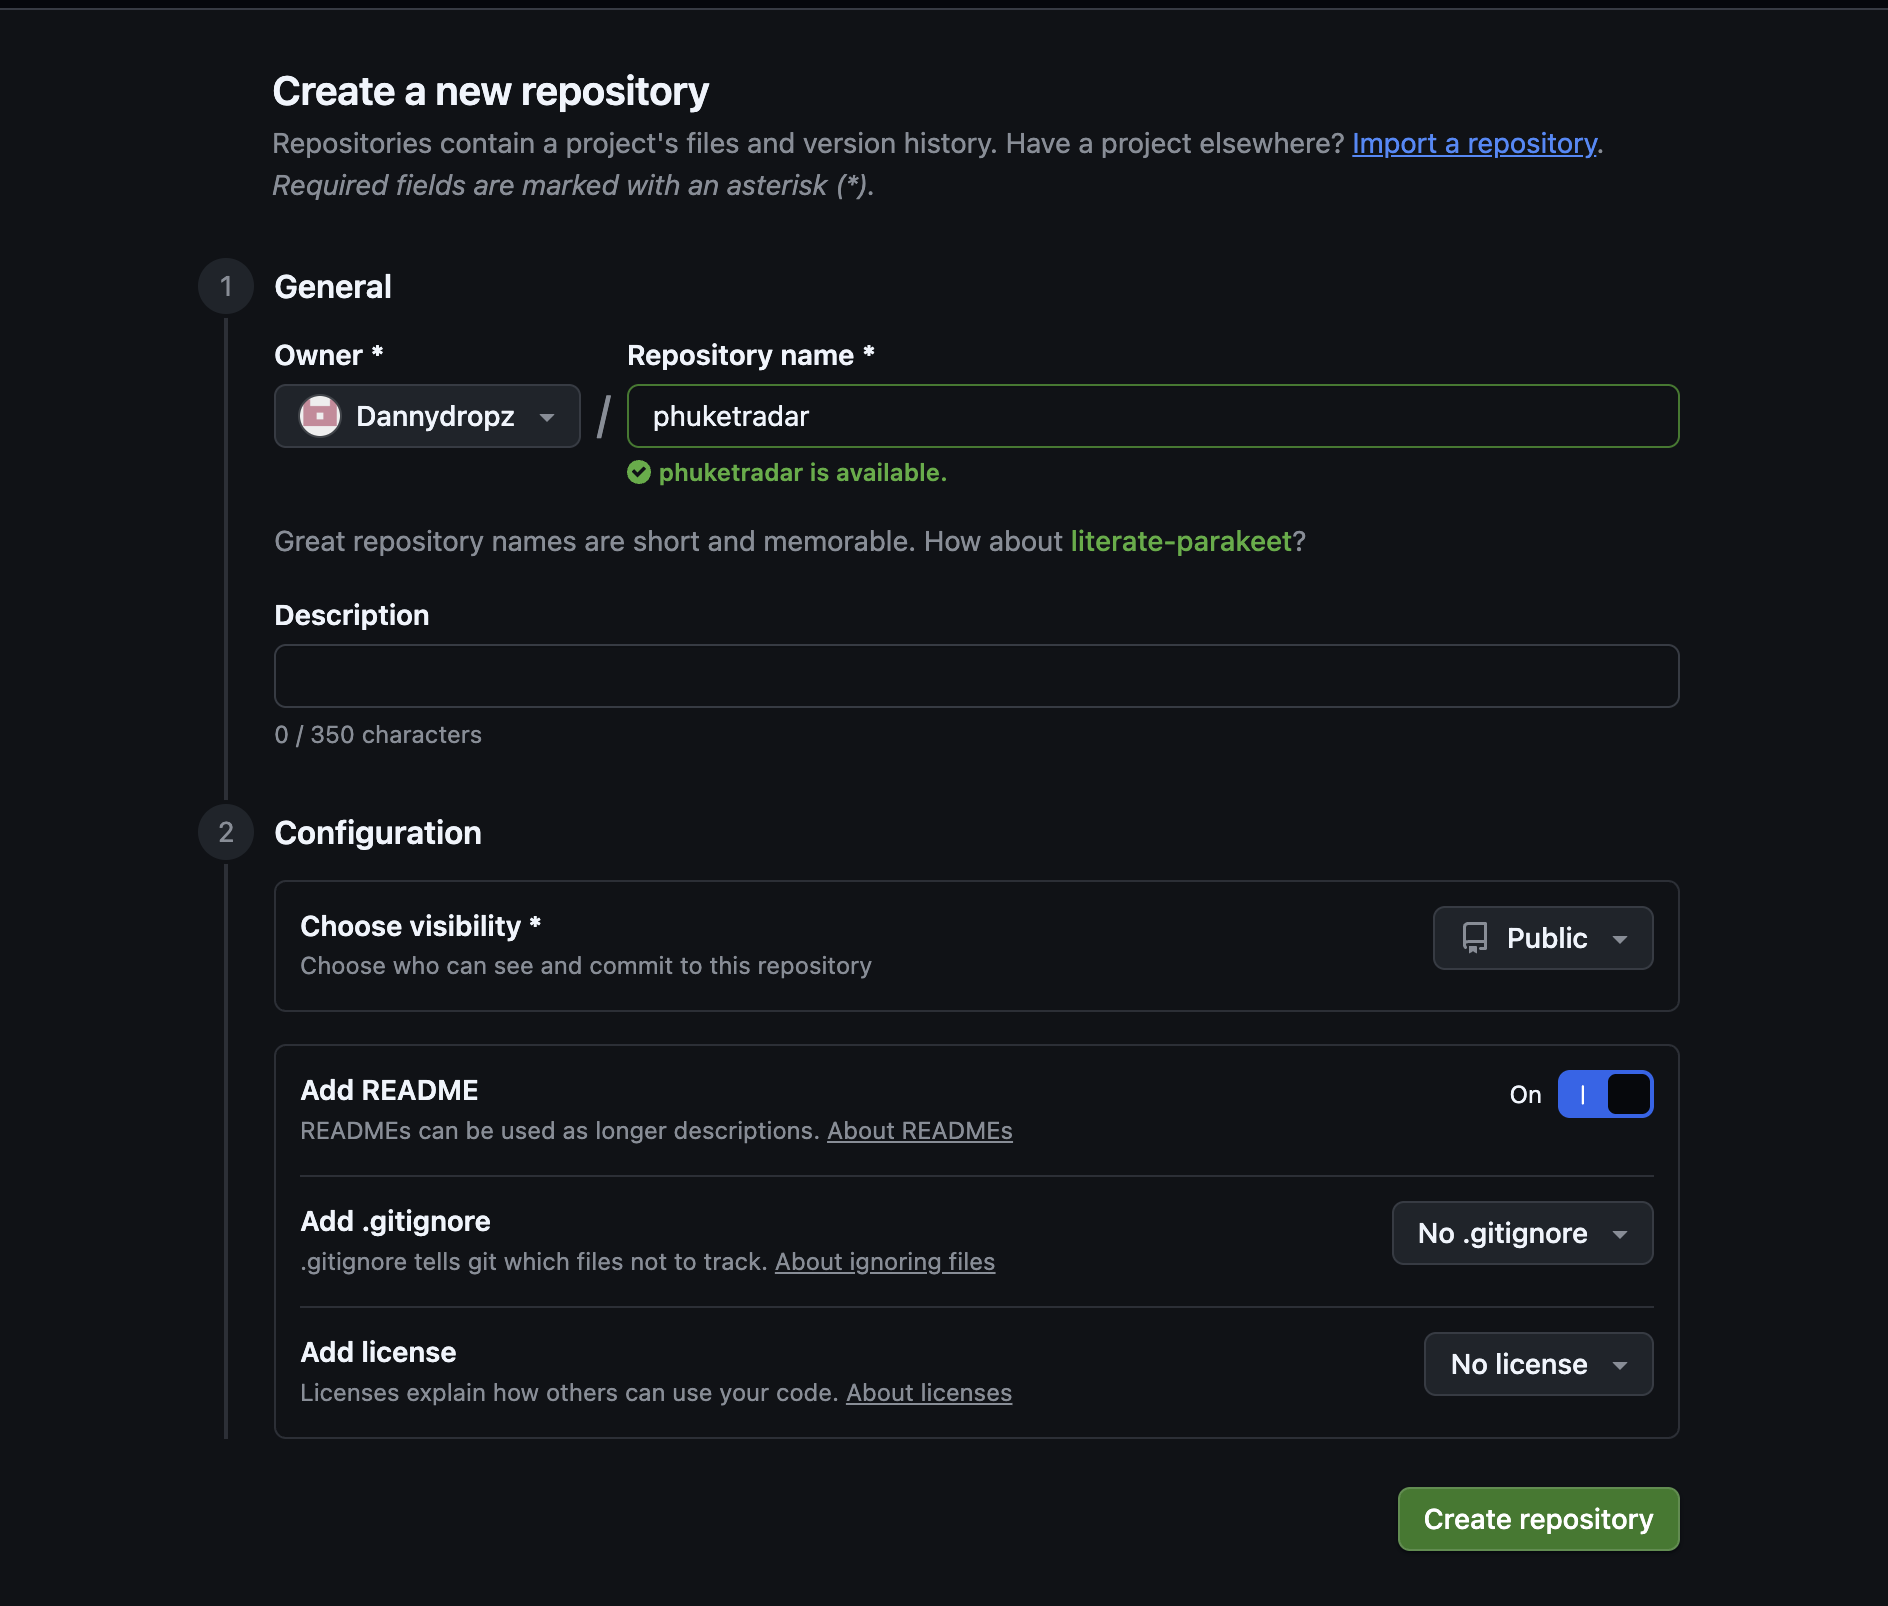 Create a new repository
Repositories contain a project's files and version history. Have a project elsewhere? Import a repository.
Required fields are marked with an asterisk (*).
1
General
Owner *
Repository name *
Dannydropz
/
phuketradar
phuketradar is available.
Great repository names are short and memorable. How about literate-parakeet?
Description
0 / 350 characters
2
Configuration
Choose visibility *
Choose who can see and commit to this repository
Public
Add README
READMEs can be used as longer descriptions. About READMEs
On
Add .gitignore
.gitignore tells git which files not to track. About ignoring files
No .gitignore
Add license
Licenses explain how others can use your code. About licenses
No license
Create repository